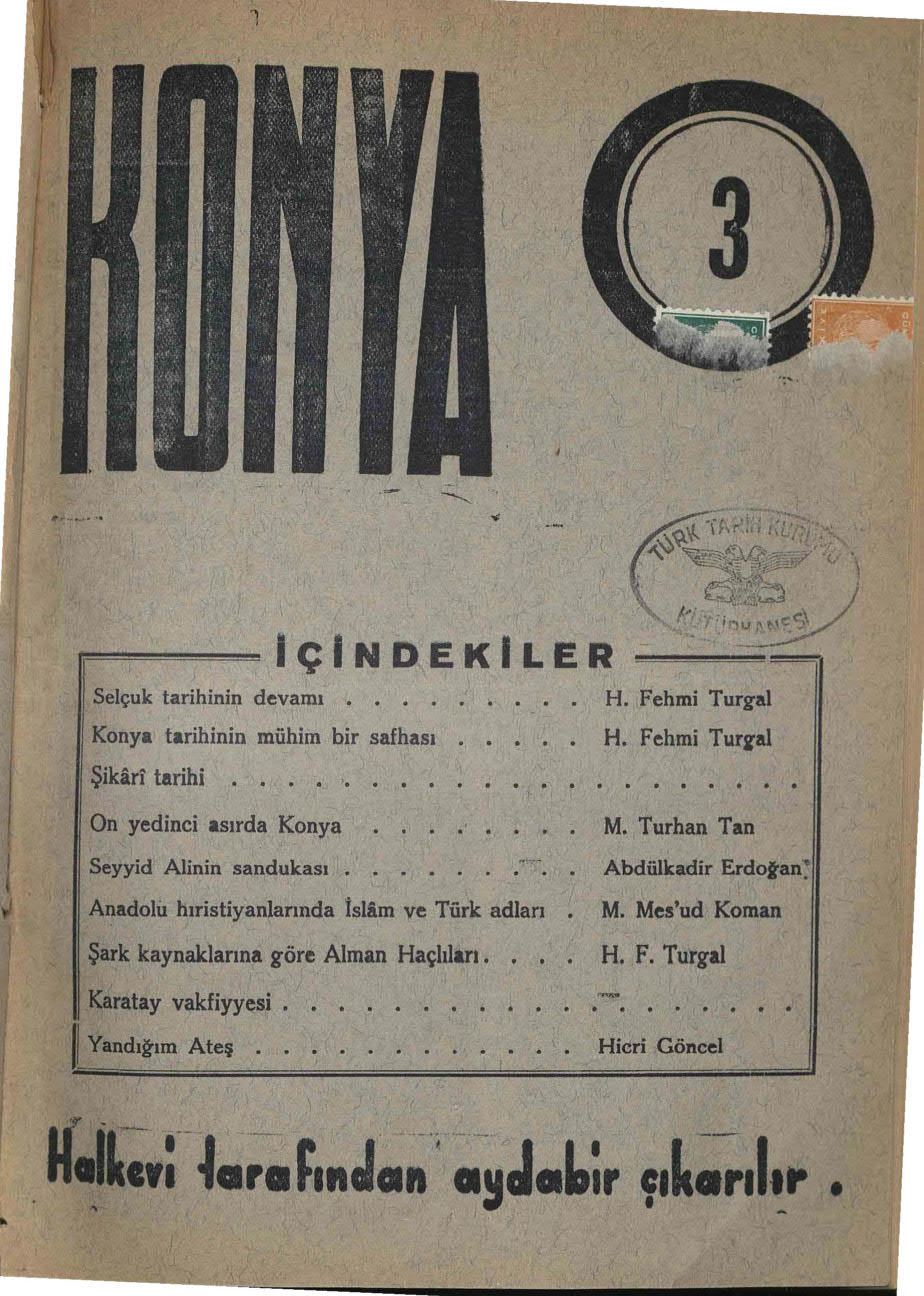 KONYA
3
TÜRK TARİH KURUMU
KÜTÜPHANESİ
İÇİNDEKİLER
Selçuk tarihinin devamı . . . . . . . . . H. Fehmi Turgal
Konya tarihinin mühim bir safhası . . . . . H. Fehmi Turgal
Şikârî tarihi . . . . . . . . . . . . . . . . . . . . .
On yedinci asırda Konya . . . . . . . . M. Turhan Tan
Seyyid Alinin sandukası . . . . . . . . . Abdülkadir Erdoğan
Anadolu hıristiyanlarında İslâm ve Türk adları . M. Mes'ud Koman
Şark kaynaklarına göre Alman Haçlıları . . . . H. F. Turgal
Karatay vakfiyyesi . . . . . . . . . . . . . . . . . . .
Yandığım Ateş . . . . . . . . . . . . Hicri Göncel
Halkevi tarafından aydabir çıkarılır .